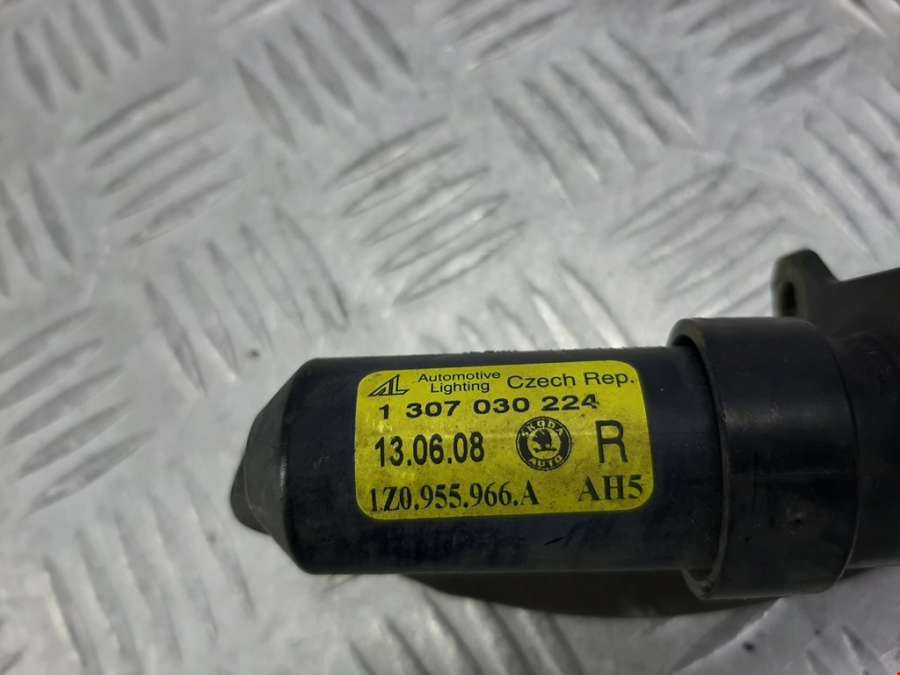 AL Automotive Lighting Czech Rep.
1 307 030 224
13.06.08 ŠKODA AUTO R
1Z0.955.966.A AH5